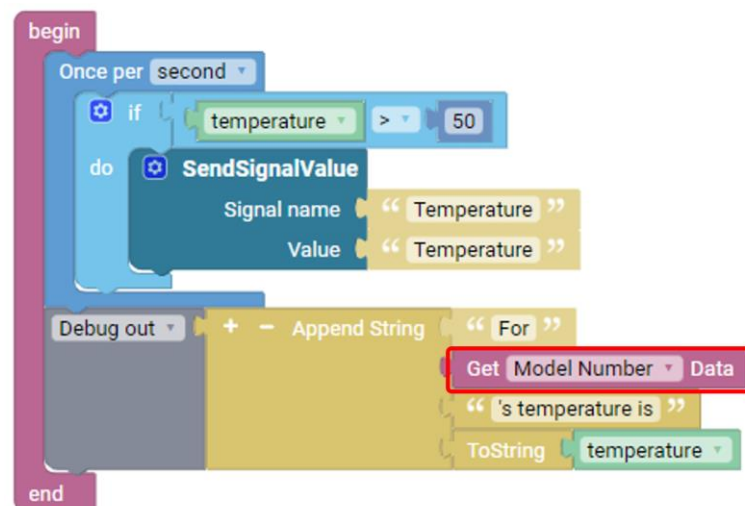 begin
Once per second
if temperature > 50
do SendSignalValue
Signal name “ Temperature ”
Value “ Temperature ”
Debug out + - Append String “ For ”
Get Model Number Data
“ 's temperature is ”
ToString temperature
end